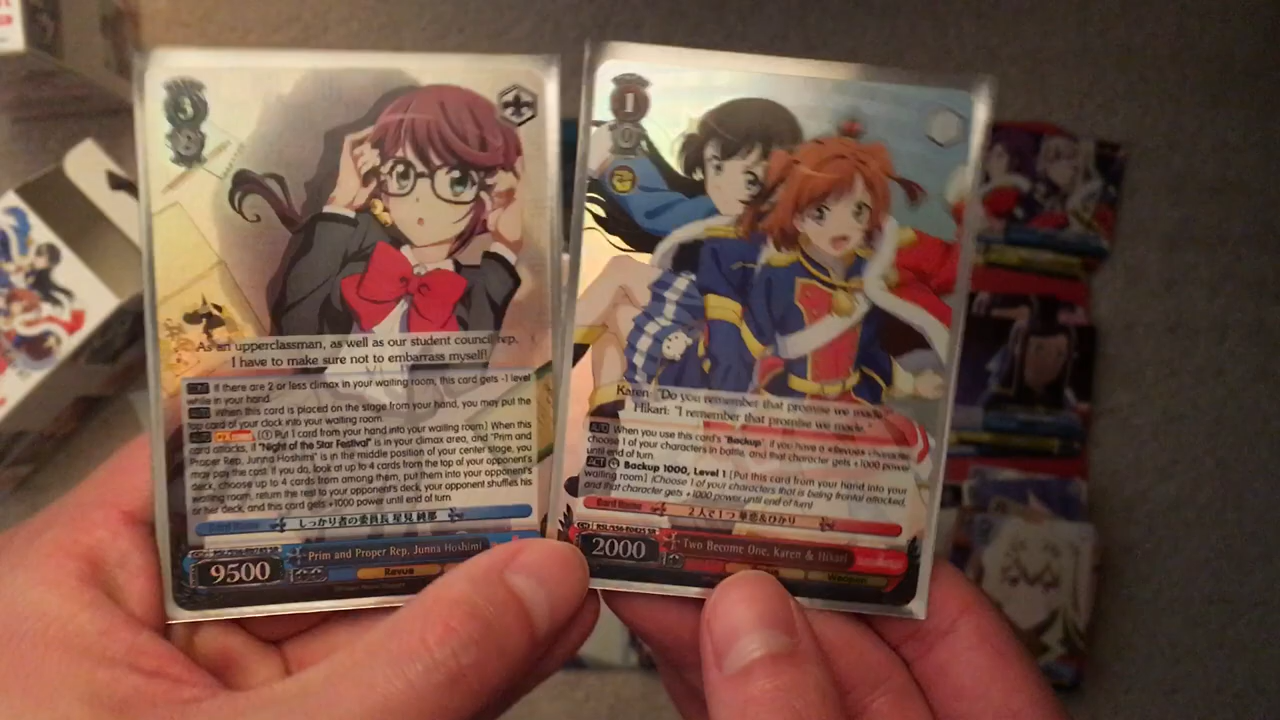 3
As an upperclassman, as well as our student council rep,
I have to make sure not to embarrass myself!
If there are 2 or less climax in your waiting room, this card gets -1 level
while in your hand.
When this card is placed on the stage from your hand, you may put the
top card of your clock into your waiting room.
Put 1 card from your hand into your waiting room] When this
card attacks, if "Night of the Star Festival" is in your climax area, and "Prim and
Proper Rep, Junna Hoshimi" is in the middle position of your center stage, you
may pay the cost. If you do, look at up to 4 cards from the top of your opponent's
deck, choose up to 4 cards from among them, put them into your opponent's
waiting room, return the rest to your opponent's deck, your opponent shuffles his
or her deck, and this card gets +1000 power until end of turn.
しっかり者の委員長 星見 純那
Prim and Proper Rep, Junna Hoshimi
9500
Revue
1
0
Karen: "Do you remember that promise we made"
Hikari: "I remember that promise we made."
AUTO When you use this card's "Backup", if you have a character
choose 1 of your characters in battle, and that character gets +1000 power
until end of turn.
ACT Backup 1000, Level 1 [Put this card from your hand into your
waiting room] (Choose 1 of your characters that is being frontal attacked,
and that character gets +1000 power until end of turn)
Card Name
2人で1つ 華恋&ひかり
RSL/S56-E042S SR
2000
Two Become One, Karen & Hikari
Weapon